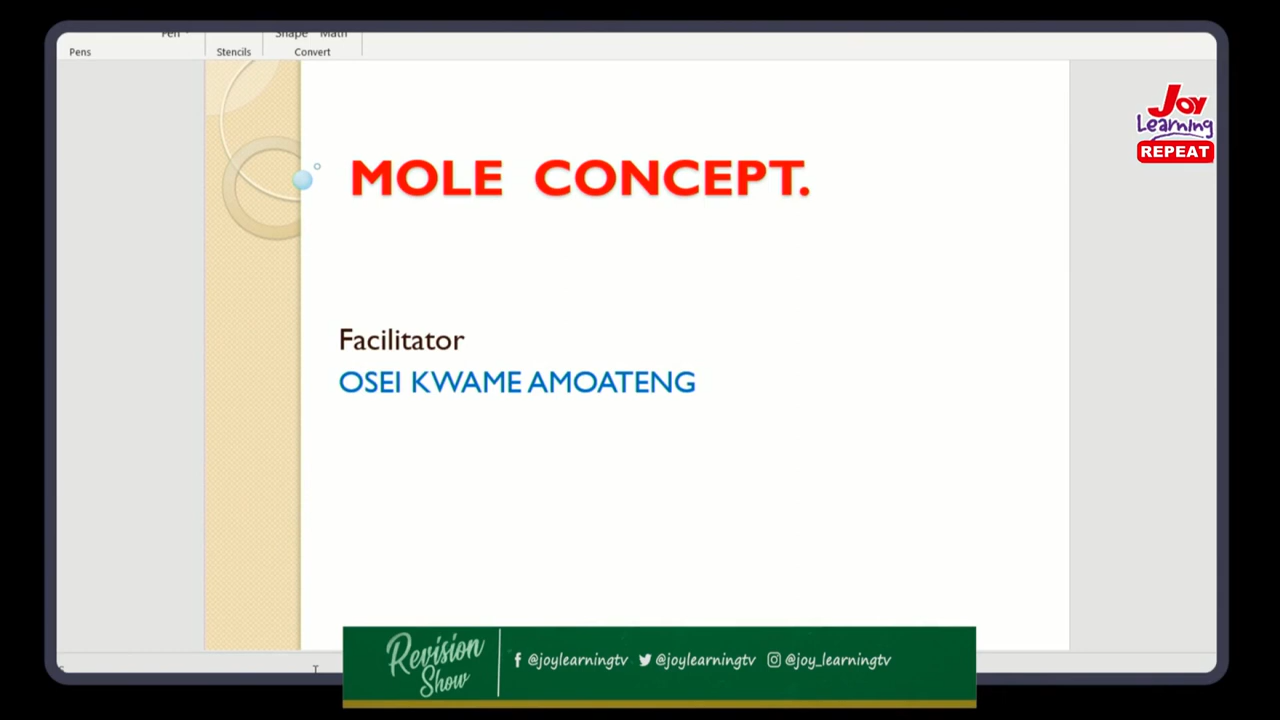 Pen
Shape Math
Pens
Stencils
Convert
Joy
Learning
REPEAT
MOLE CONCEPT.
Facilitator
OSEI KWAME AMOATENG
Revision
Show
@joylearningtv @joylearningtv @joy_learningtv